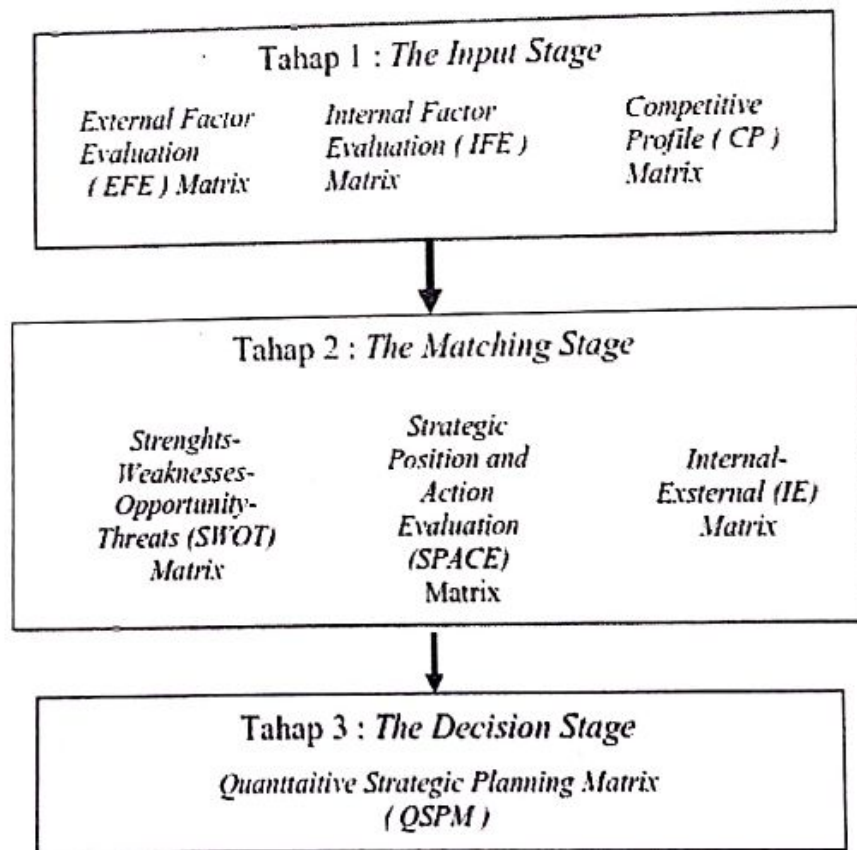 Tahap 1 : The Input Stage
External Factor
Evaluation
( EFE ) Matrix
Internal Factor
Evaluation ( IFE )
Matrix
Competitive
Profile ( CP )
Matrix
Tahap 2 : The Matching Stage
Strenghts-
Weaknesses-
Opportunity-
Threats (SWOT)
Matrix
Strategic
Position and
Action
Evaluation
(SPACE)
Matrix
Internal-
Exsternal (IE)
Matrix
Tahap 3 : The Decision Stage
Quanttaitive Strategic Planning Matrix
( QSPM )